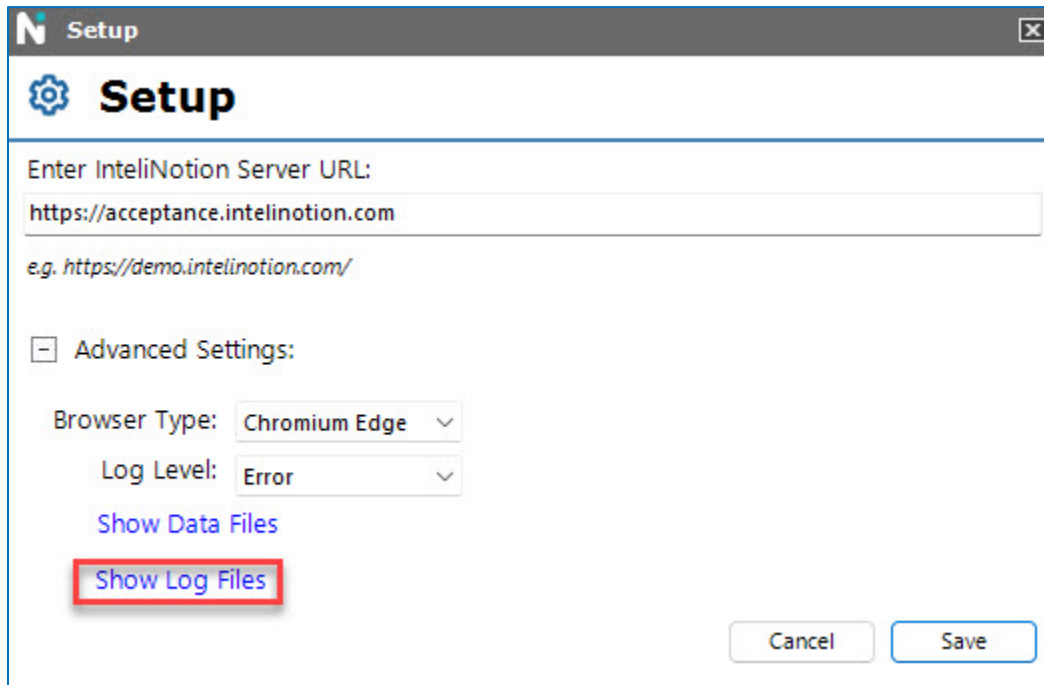 Setup
Setup
Enter InteliNotion Server URL:
https://acceptance.intelinotion.com
e.g. https://demo.intelinotion.com/
Advanced Settings:
Browser Type: Chromium Edge
Log Level: Error
Show Data Files
Show Log Files
Cancel Save